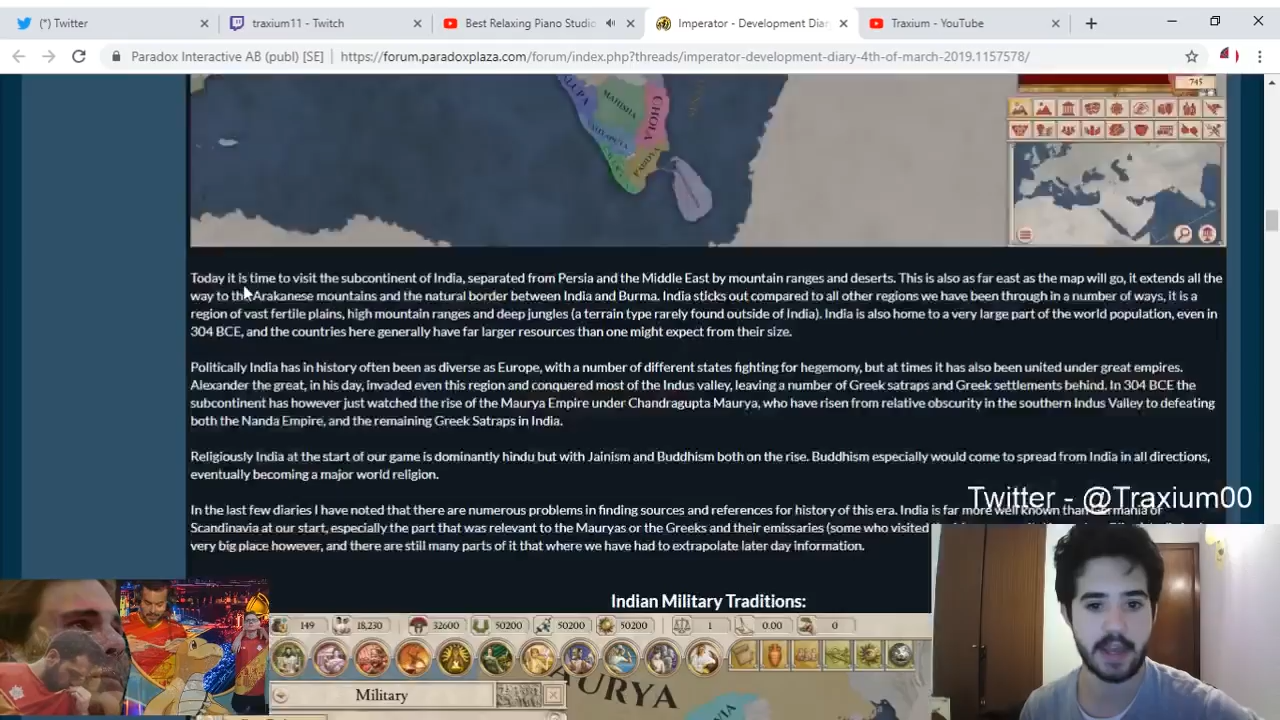 (*) Twitter
traxium11 - Twitch
Best Relaxing Piano Studio
Imperator - Development Diar
Traxium - YouTube
Paradox Interactive AB (publ) [SE]
https://forum.paradoxplaza.com/forum/index.php?threads/imperator-development-diary-4th-of-march-2019.1157578/
745
MAHISHA
CHOLA
PANDYA
Today it is time to visit the subcontinent of India, separated from Persia and the Middle East by mountain ranges and deserts. This is also as far east as the map will go, it extends all the
way to the Arakanese mountains and the natural border between India and Burma. India sticks out compared to all other regions we have been through in a number of ways, it is a
region of vast fertile plains, high mountain ranges and deep jungles (a terrain type rarely found outside of India). India is also home to a very large part of the world population, even in
304 BCE, and the countries here generally have far larger resources than one might expect from their size.
Politically India has in history often been as diverse as Europe, with a number of different states fighting for hegemony, but at times it has also been united under great empires.
Alexander the great, in his day, invaded even this region and conquered most of the Indus valley, leaving a number of Greek satraps and Greek settlements behind. In 304 BCE the
subcontinent has however just watched the rise of the Maurya Empire under Chandragupta Maurya, who have risen from relative obscurity in the southern Indus Valley to defeating
both the Nanda Empire, and the remaining Greek Satraps in India.
Religiously India at the start of our game is dominantly hindu but with Jainism and Buddhism both on the rise. Buddhism especially would come to spread from India in all directions,
eventually becoming a major world religion.
Twitter - @Traxium00
In the last few diaries I have noted that there are numerous problems in finding sources and references for history of this era. India is far more well known than Germania or
Scandinavia at our start, especially the part that was relevant to the Mauryas or the Greeks and their emissaries (some who visited
very big place however, and there are still many parts of it that where we have had to extrapolate later day information.
Indian Military Traditions:
149 18,230 32600 50200 50200 50200 1 0.00 0
Military
AURYA